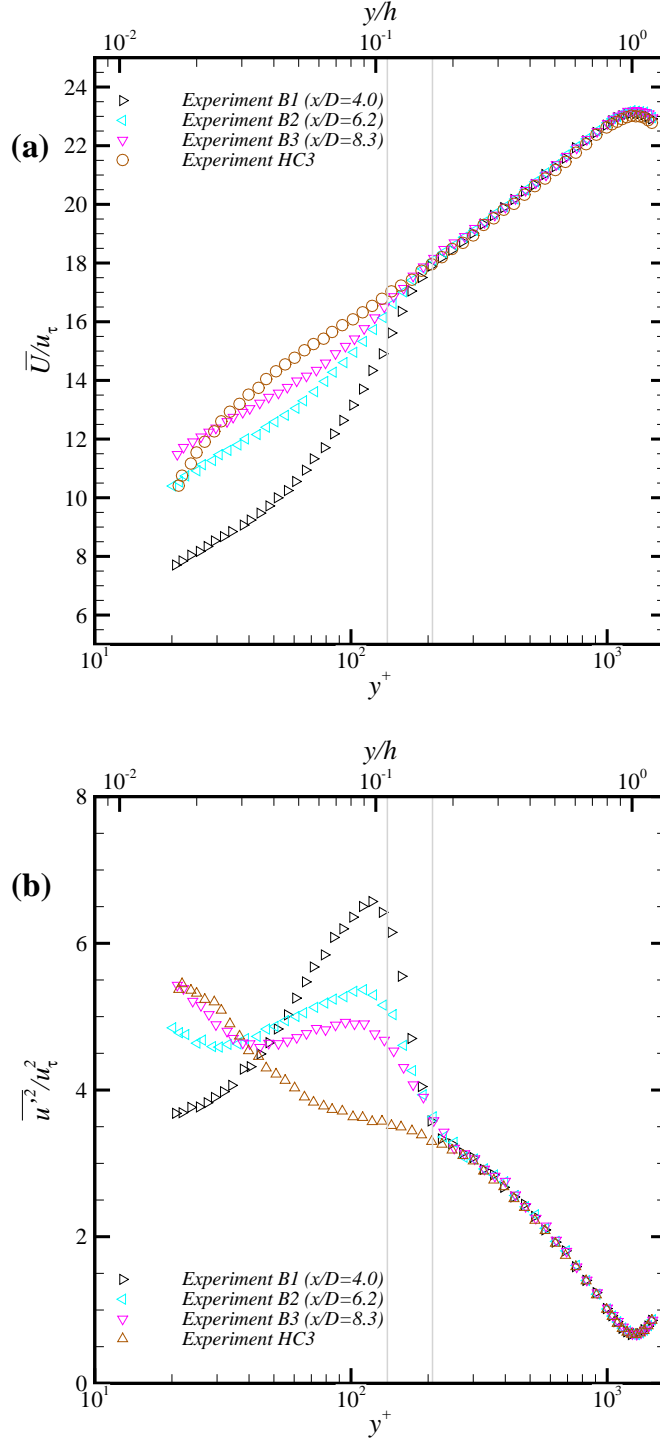 y/h
10-2 10-1 100
(a)
24
22
20
18
16
14
12
10
8
6
U/uτ
Experiment B1 (x/D=4.0)
Experiment B2 (x/D=6.2)
Experiment B3 (x/D=8.3)
Experiment HC3
101 102 103
y+
y/h
10-2 10-1 100
(b)
8
6
4
2
0
u'2/u2τ
Experiment B1 (x/D=4.0)
Experiment B2 (x/D=6.2)
Experiment B3 (x/D=8.3)
Experiment HC3
101 102 103
y+